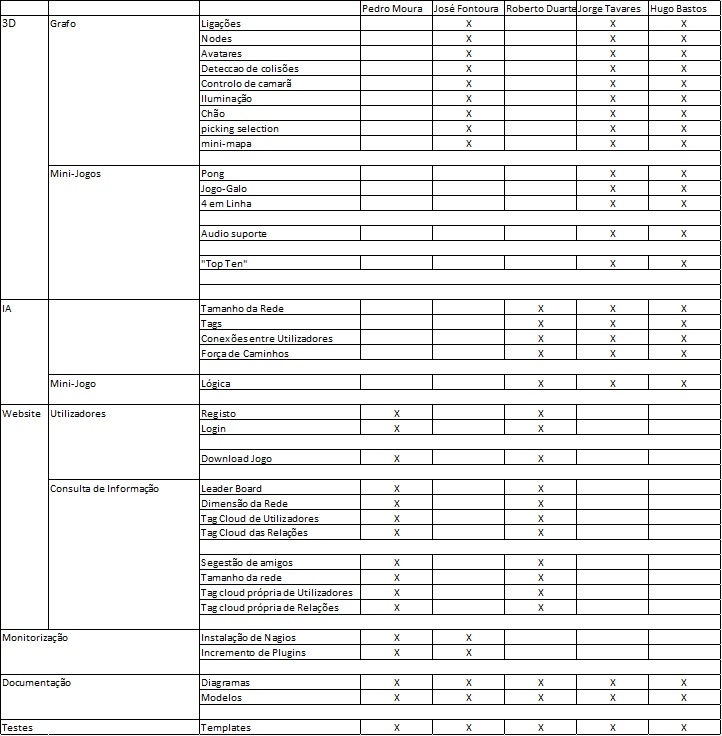 Pedro Moura José Fontoura Roberto Duarte Jorge Tavares Hugo Bastos
3D Grafo Ligações X X X
Nodes X X X
Avatares X X X
Deteccao de colisões X X X
Controlo de camarã X X X
Iluminação X X X
Chão X X X
picking selection X X X
mini-mapa X X X
Mini-Jogos Pong X X
Jogo-Galo X X
4 em Linha X X
Audio suporte X X
"Top Ten" X X
IA Tamanho da Rede X X X
Tags X X X
Conexões entre Utilizadores X X X
Força de Caminhos X X X
Mini-Jogo Lógica X X X
Website Utilizadores Registo X X
Login X X
Download Jogo X X
Consulta de Informação Leader Board X X
Dimensão da Rede X X
Tag Cloud de Utilizadores X X
Tag Cloud das Relações X X
Segestão de amigos X X
Tamanho da rede X X
Tag cloud própria de Utilizadores X X
Tag cloud própria de Relações X X
Monitorização Instalação de Nagios X X
Incremento de Plugins X X
Documentação Diagramas X X X X X
Modelos X X X X X
Testes Templates X X X X X